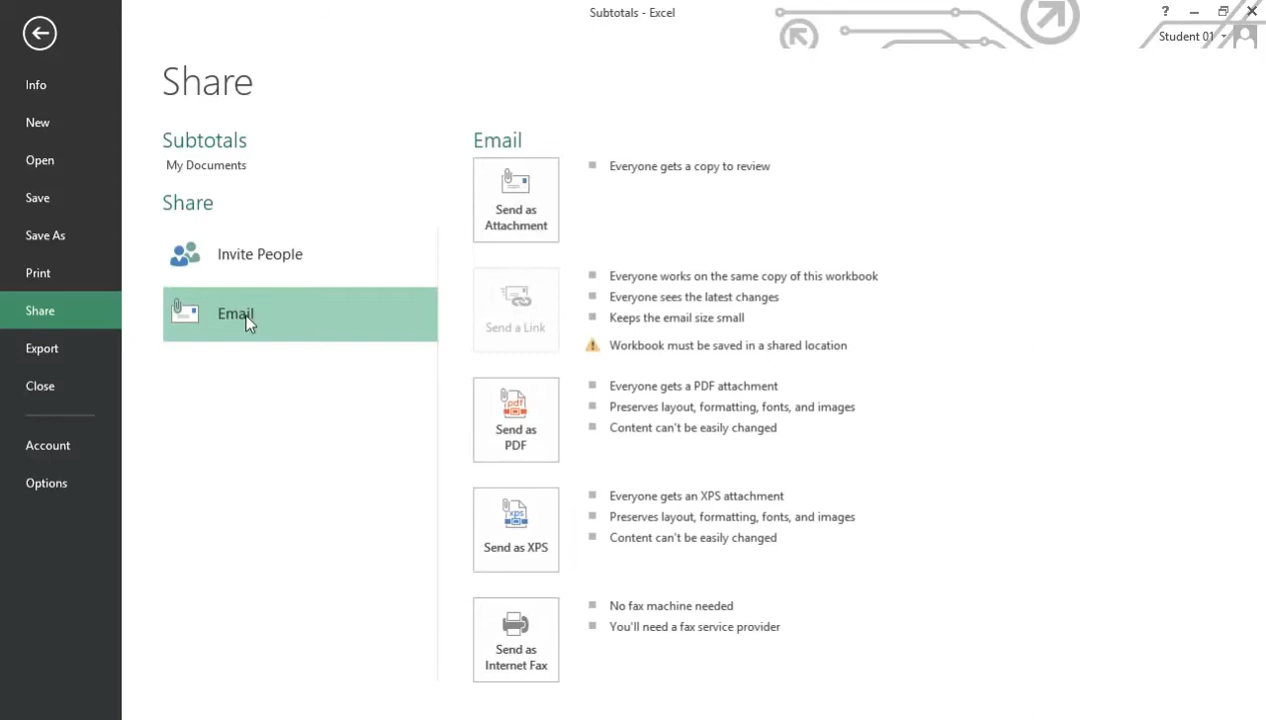 Subtotals - Excel
?
Student 01
Info
New
Open
Save
Save As
Print
Share
Export
Close
Account
Options
Share
Subtotals
My Documents
Share
Invite People
Email
Email
Send as
Attachment
Everyone gets a copy to review
Send a Link
Everyone works on the same copy of this workbook
Everyone sees the latest changes
Keeps the email size small
Workbook must be saved in a shared location
pdf
Send as
PDF
Everyone gets a PDF attachment
Preserves layout, formatting, fonts, and images
Content can't be easily changed
xps
Send as XPS
Everyone gets an XPS attachment
Preserves layout, formatting, fonts, and images
Content can't be easily changed
Send as
Internet Fax
No fax machine needed
You'll need a fax service provider